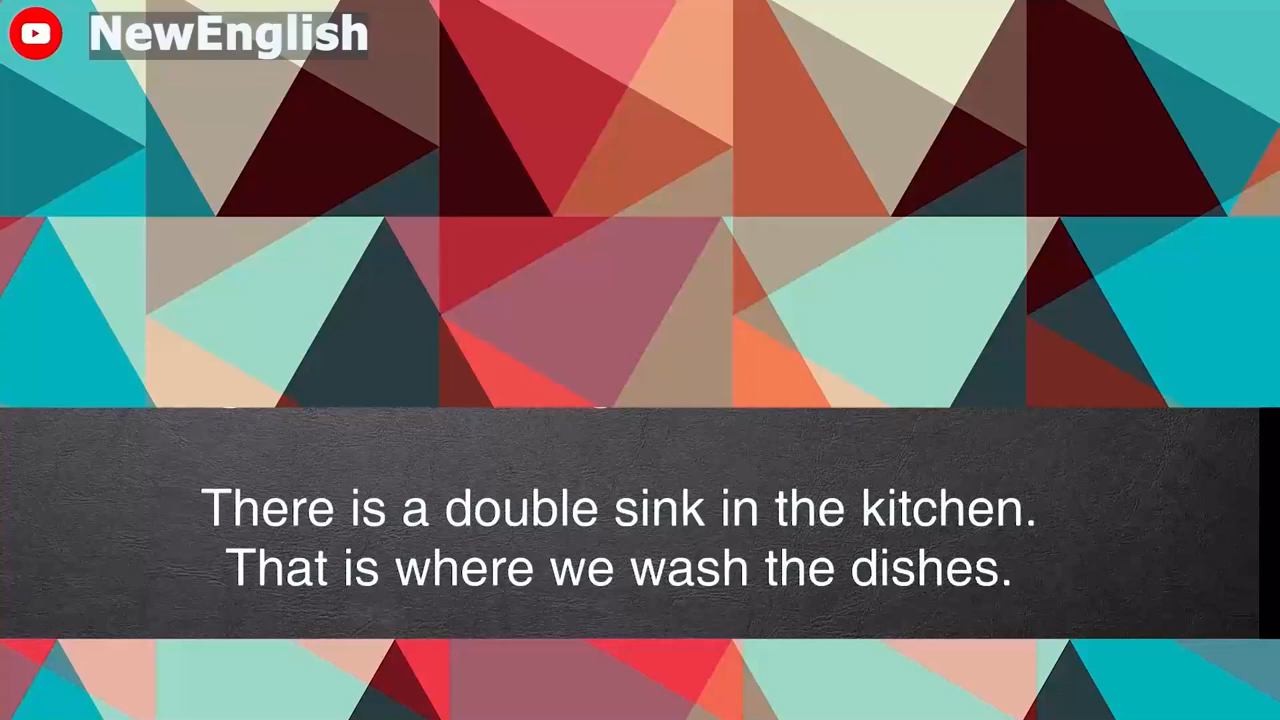 NewEnglish
There is a double sink in the kitchen.
That is where we wash the dishes.